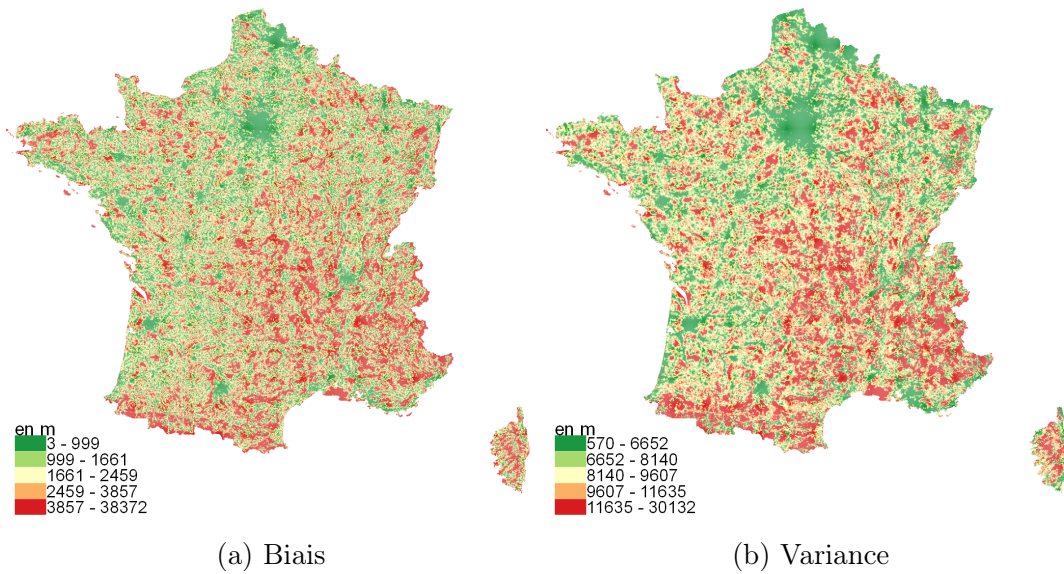 en m
3 - 999
999 - 1661
1661 - 2459
2459 - 3857
3857 - 38372
(a) Biais
en m
570 - 6652
6652 - 8140
8140 - 9607
9607 - 11635
11635 - 30132
(b) Variance